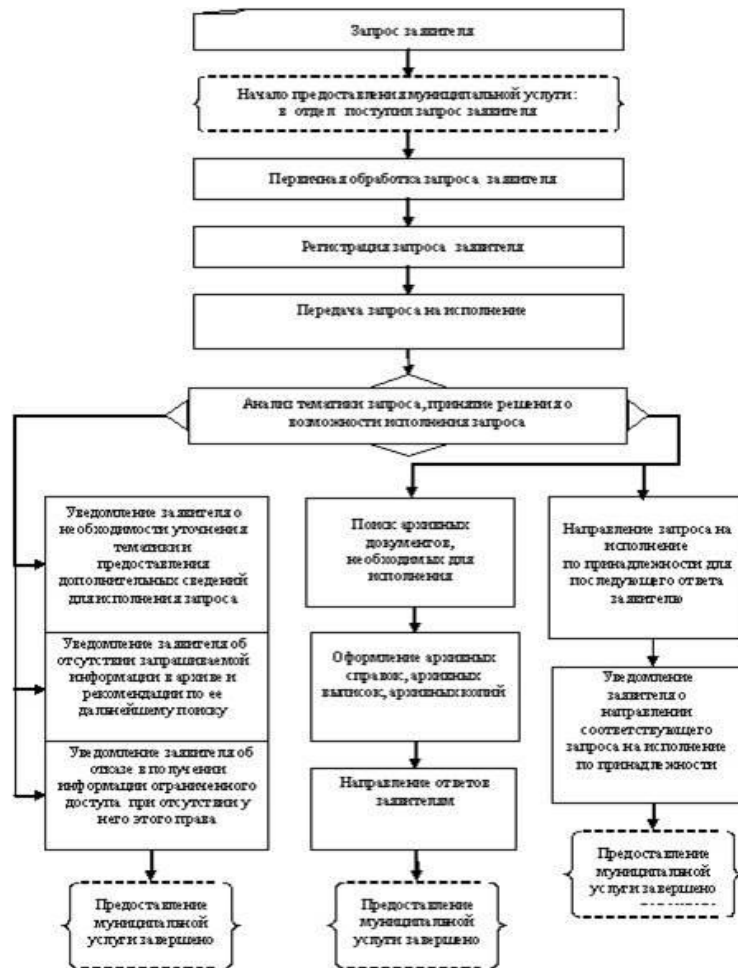 Запрос заявителя
Начало предоставления муниципальной услуги:
в отдел поступил запрос заявителя
Первичная обработка запроса заявителя
Регистрация запроса заявителя
Передача запроса на исполнение
Анализ тематики запроса, принятие решения о
возможности исполнения запроса
Уведомление заявителя о
необходимости уточнения
тематики и
предоставления
дополнительных сведений
для исполнения запроса
Уведомление заявителя об
отсутствии запрашиваемой
информации в архиве и
рекомендации по ее
дальнейшему поиску
Уведомление заявителя об
отказе в получении
информации ограниченного
доступа при отсутствии у
него этого права
Предоставление
муниципальной
услуги завершено
Поиск архивных
документов,
необходимых для
исполнения
Оформление архивных
справок, архивных
выписок, архивных копий
Направление ответов
заявителям
Предоставление
муниципальной
услуги завершено
Направление запроса на
исполнение
по принадлежности для
последующего ответа
заявителю
Уведомление
заявителя о
направлении
соответствующего
запроса на исполнение
по принадлежности
Предоставление
муниципальной
услуги завершено